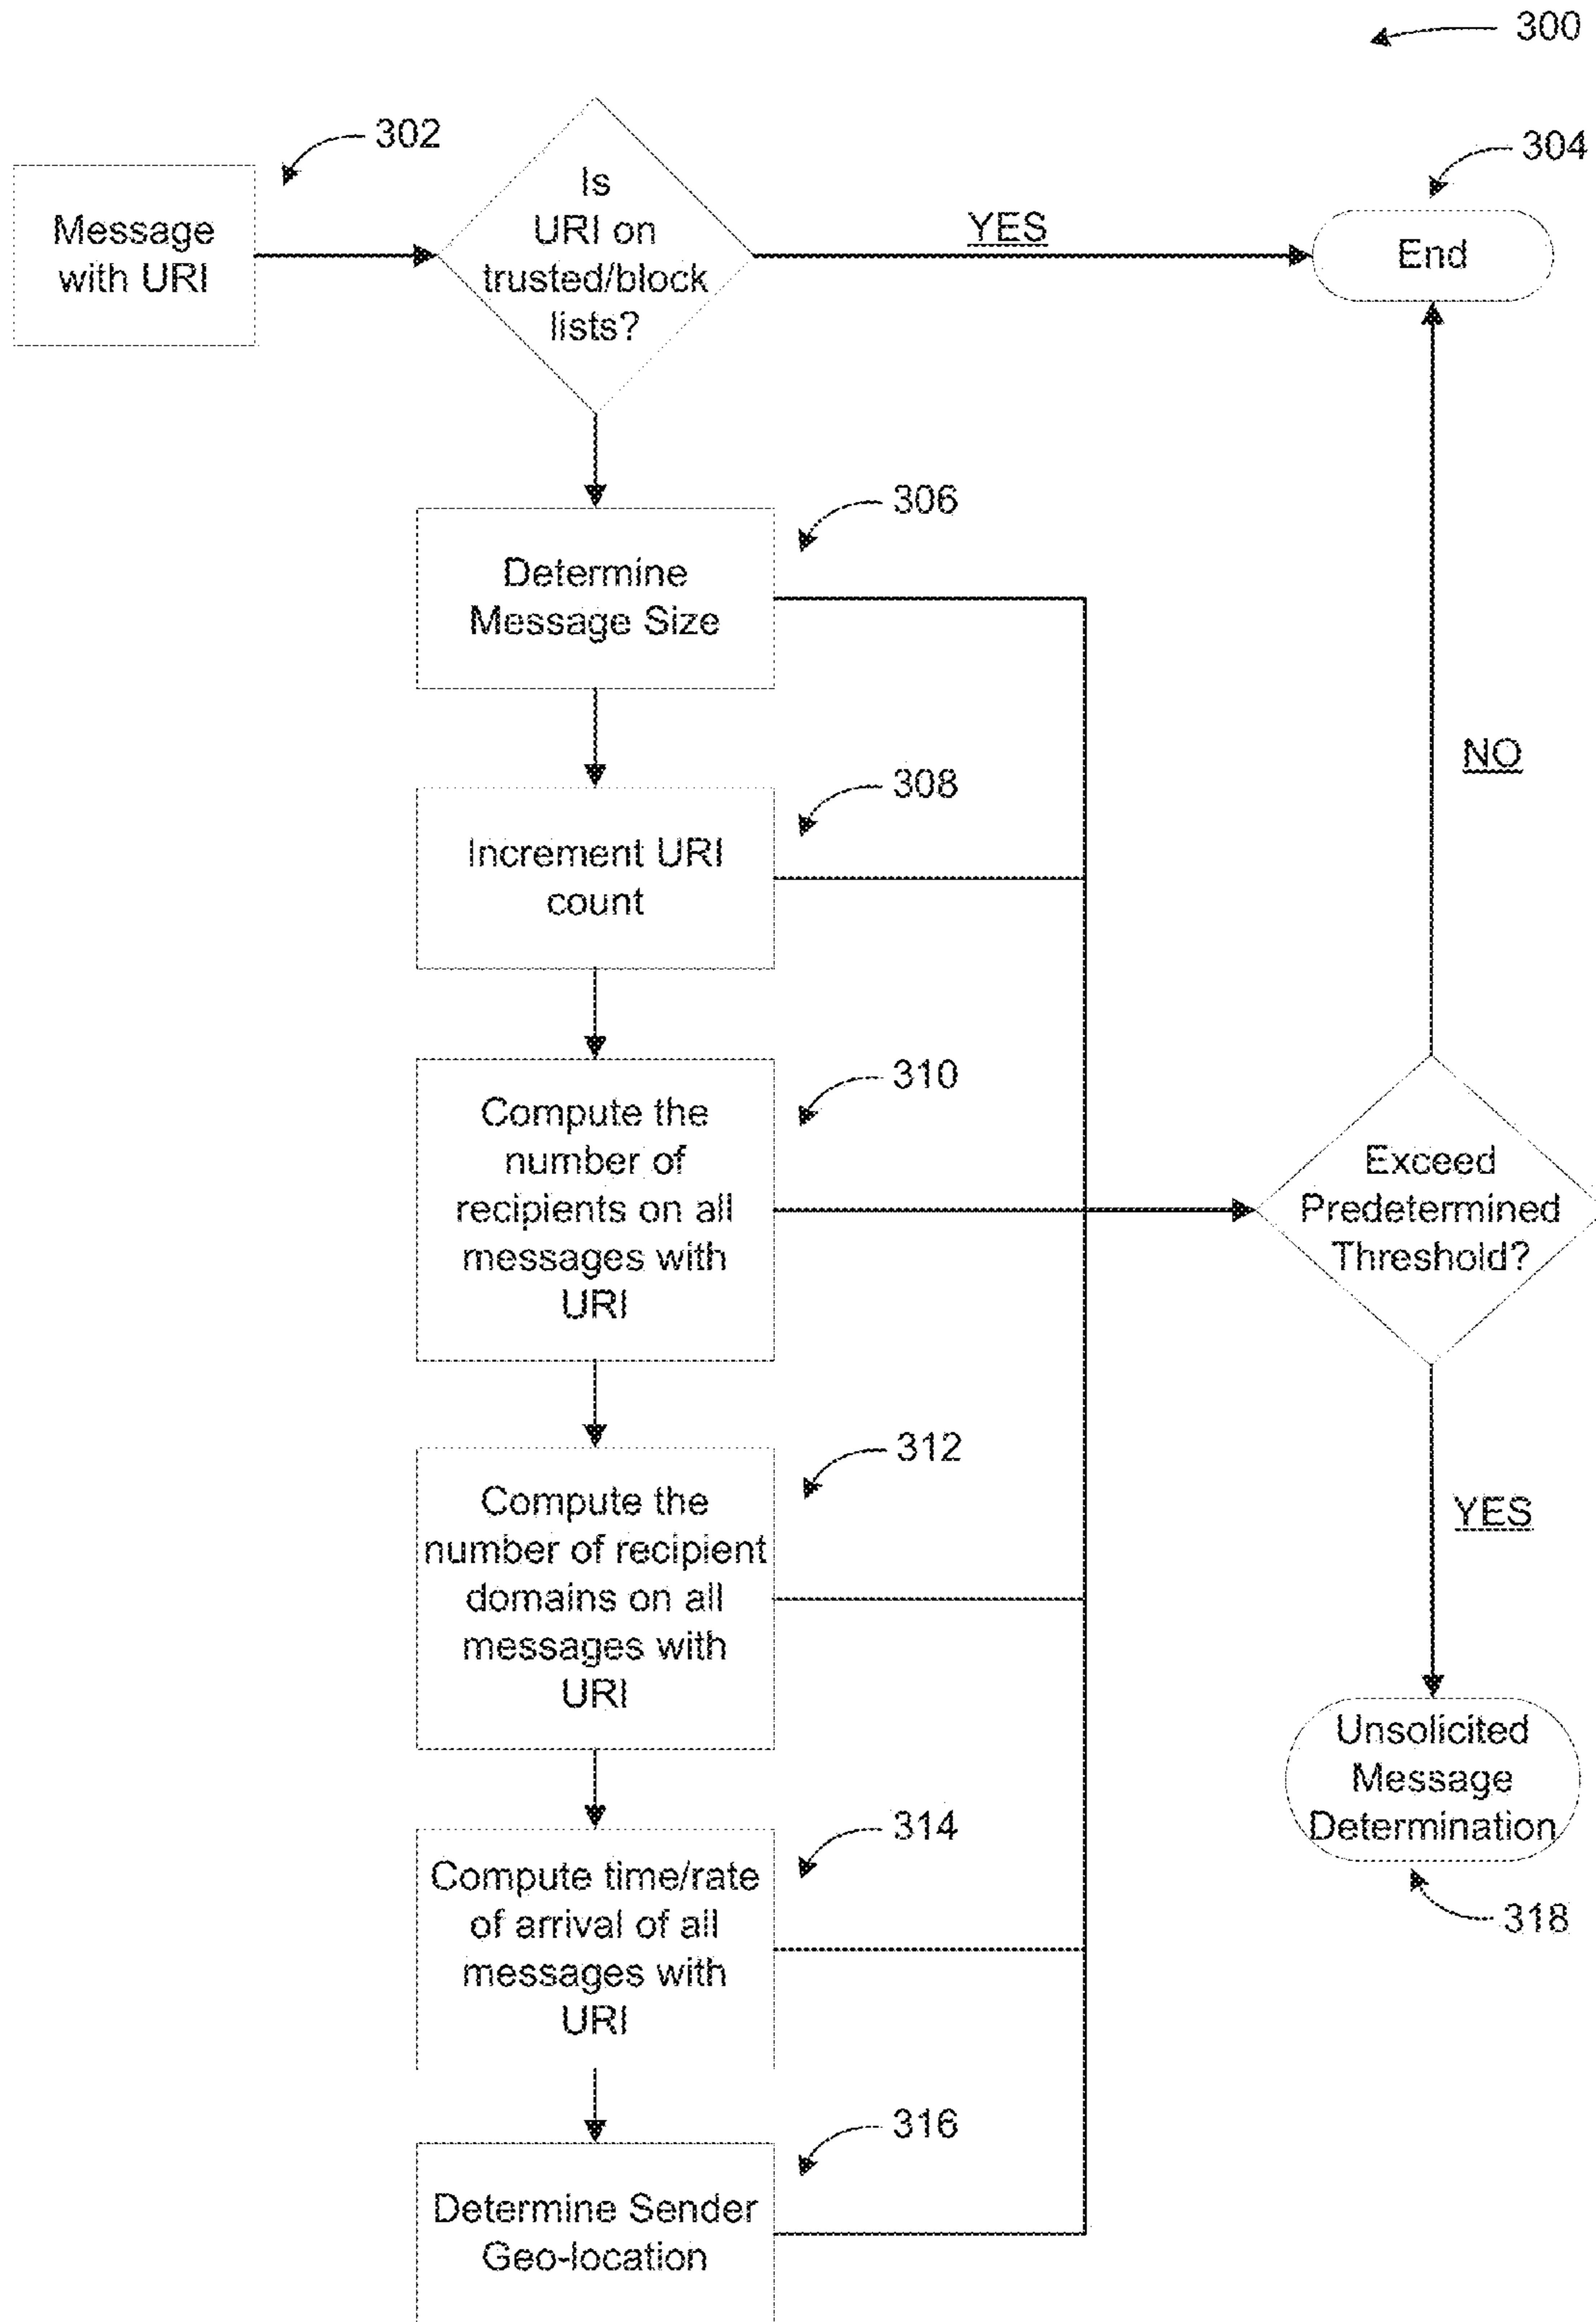 300
302
304
Message
with URI
Is
URI on
trusted/block
lists?
YES
End
306
Determine
Message Size
NO
308
Increment URI
count
310
Compute the
number of
recipients on all
messages with
URI
Exceed
Predetermined
Threshold?
312
Compute the
number of recipient
domains on all
messages with
URI
YES
Unsolicited
Message
Determination
314
Compute time/rate
of arrival of all
messages with
URI
318
316
Determine Sender
Geo-location